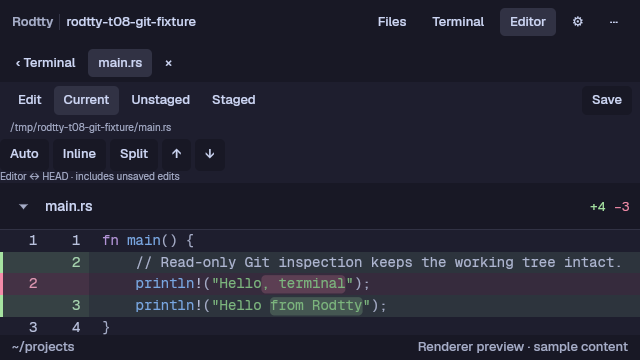 Rodtty rodtty-t08-git-fixture Files Terminal Editor ⚙ ···
‹ Terminal main.rs ×
Edit Current Unstaged Staged Save
/tmp/rodtty-t08-git-fixture/main.rs
Auto Inline Split ↑ ↓
Editor ↔ HEAD · includes unsaved edits
main.rs +4 −3
1 1 fn main() {
2 // Read-only Git inspection keeps the working tree intact.
2 println!("Hello, terminal");
3 println!("Hello from Rodtty");
3 4 }
~/projects Renderer preview · sample content